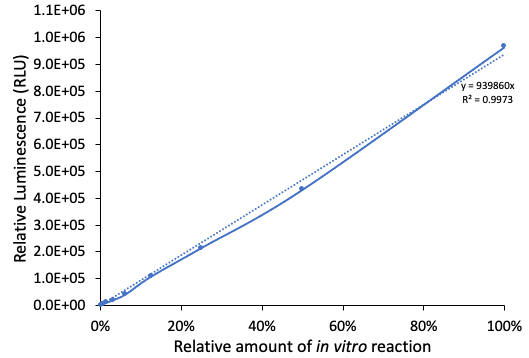 Relative Luminescence (RLU)
1.1E+06
1.0E+06
9.0E+05
8.0E+05
7.0E+05
6.0E+05
5.0E+05
4.0E+05
3.0E+05
2.0E+05
1.0E+05
0.0E+00
y = 939860x
R² = 0.9973
0% 20% 40% 60% 80% 100%
Relative amount of in vitro reaction